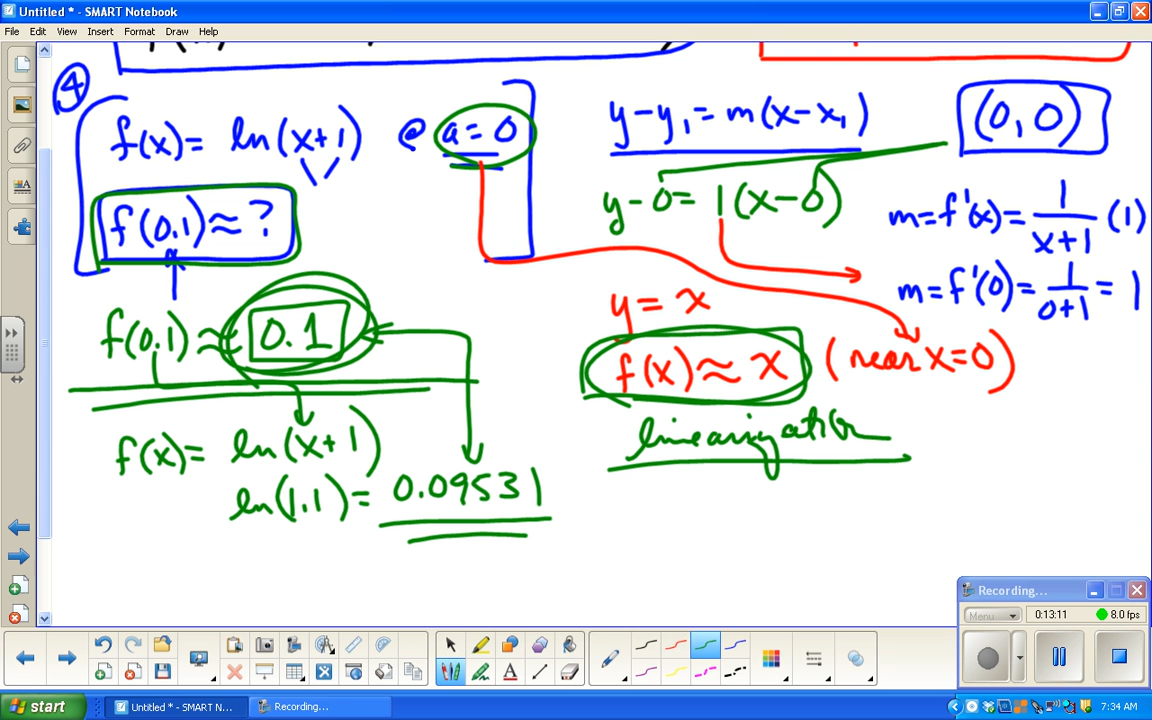 Untitled * - SMART Notebook
File Edit View Insert Format Tools Draw Help
4
f(x) = ln(x+1) @ a = 0
f(0.1) ≈ ?
f(0.1) ≈ 0.1
f(x) = ln(x+1)
ln(1.1) = 0.09531
y-y₁ = m(x-x₁)
(0,0)
y-0 = 1(x-0)
m = f'(x) = 1/(x+1) (1)
m = f'(0) = 1/(0+1) = 1
y = x
f(x) ≈ x (near x=0)
linearization
Recording...
Menu
0:13:11
8.0 fps
A
start
Untitled * - SMART N...
Recording...
7:34 AM